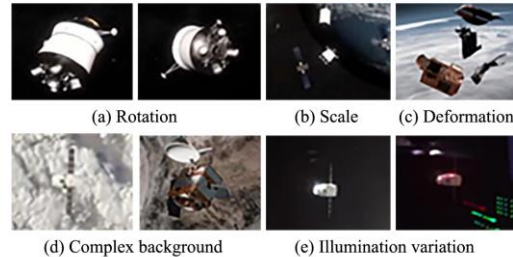 (a) Rotation
(b) Scale
(c) Deformation
(d) Complex background
(e) Illumination variation